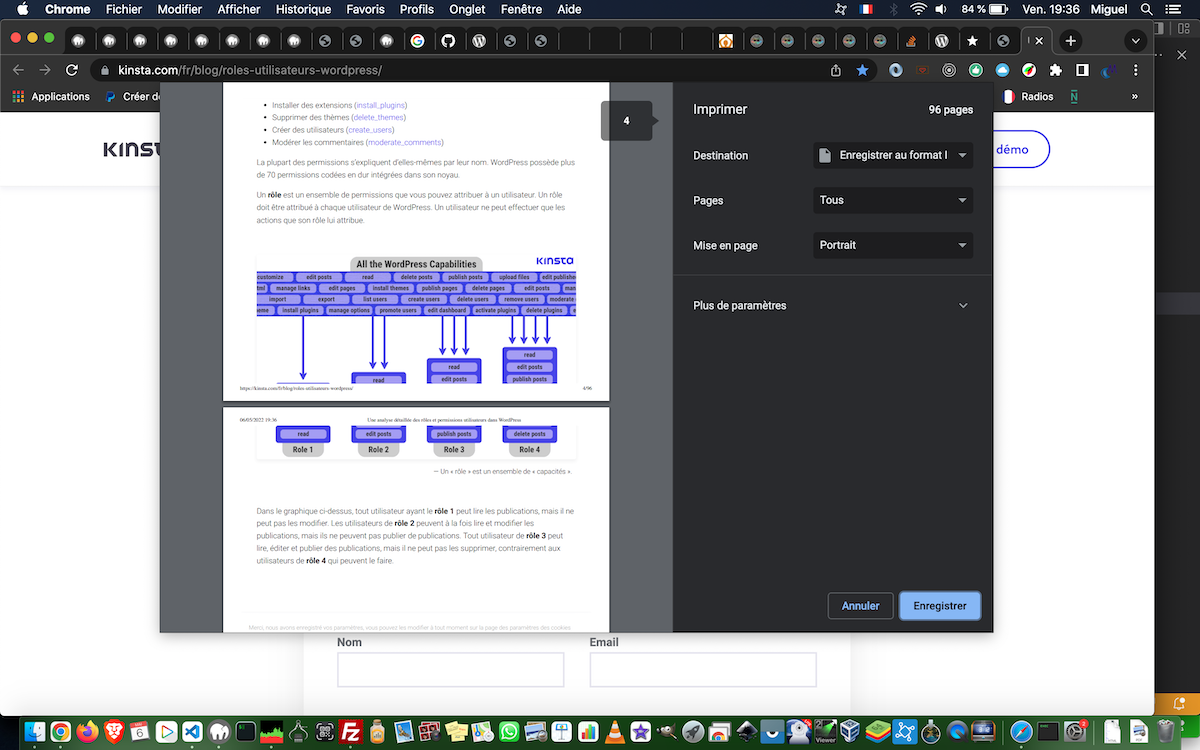 Chrome Fichier Modifier Afficher Historique Favoris Profils Onglet Fenêtre Aide 84 % Ven. 19:36 Miguel
kinsta.com/fr/blog/roles-utilisateurs-wordpress/
Applications Créer de Radios »
KINST
démo
Installer des extensions (install_plugins)
Supprimer des thèmes (delete_themes)
Créer des utilisateurs (create_users)
Modérer les commentaires (moderate_comments)
La plupart des permissions s'expliquent d'elles-mêmes par leur nom. WordPress possède plus
de 70 permissions codées en dur intégrées dans son noyau.
Un rôle est un ensemble de permissions que vous pouvez attribuer à un utilisateur. Un rôle
doit être attribué à chaque utilisateur de WordPress. Un utilisateur ne peut effectuer que les
actions que son rôle lui attribue.
All the WordPress Capabilities KINSTA
customize edit posts read delete posts publish posts upload files edit publishe
tml manage links edit pages install themes publish pages delete pages edit posts man
import export list users create users delete users remove users moderate
eme install plugins manage options promote users edit dashboard activate plugins delete plugins e
read
read edit posts
read edit posts publish posts
https://kinsta.com/fr/blog/roles-utilisateurs-wordpress/ 4/96
06/05/2022 19:36 Une analyse détaillée des rôles et permissions utilisateurs dans WordPress
read edit posts publish posts delete posts
Role 1 Role 2 Role 3 Role 4
— Un « rôle » est un ensemble de « capacités ».
Dans le graphique ci-dessus, tout utilisateur ayant le rôle 1 peut lire les publications, mais il ne
peut pas les modifier. Les utilisateurs de rôle 2 peuvent à la fois lire et modifier les
publications, mais ils ne peuvent pas publier de publications. Tout utilisateur de rôle 3 peut
lire, éditer et publier des publications, mais il ne peut pas les supprimer, contrairement aux
utilisateurs de rôle 4 qui peuvent le faire.
Merci, nous avons enregistré vos paramètres, vous pouvez les modifier à tout moment sur la page des paramètres des cookies
4
Imprimer 96 pages
Destination Enregistrer au format l
Pages Tous
Mise en page Portrait
Plus de paramètres
Annuler Enregistrer
Nom Email